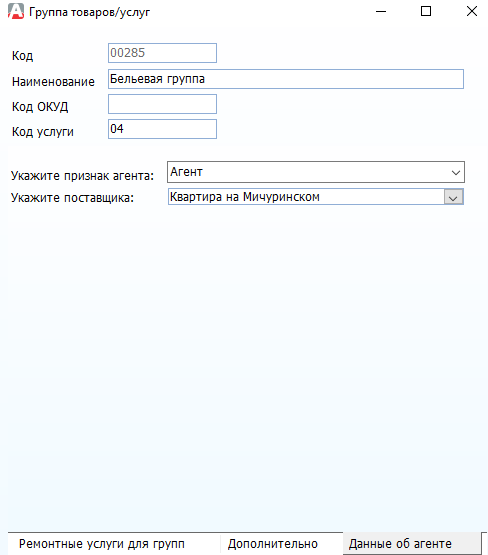 Группа товаров/услуг
Код 00285
Наименование Бельевая группа
Код ОКУД
Код услуги 04
Укажите признак агента: Агент
Укажите поставщика: Квартира на Мичуринском
Ремонтные услуги для групп Дополнительно Данные об агенте